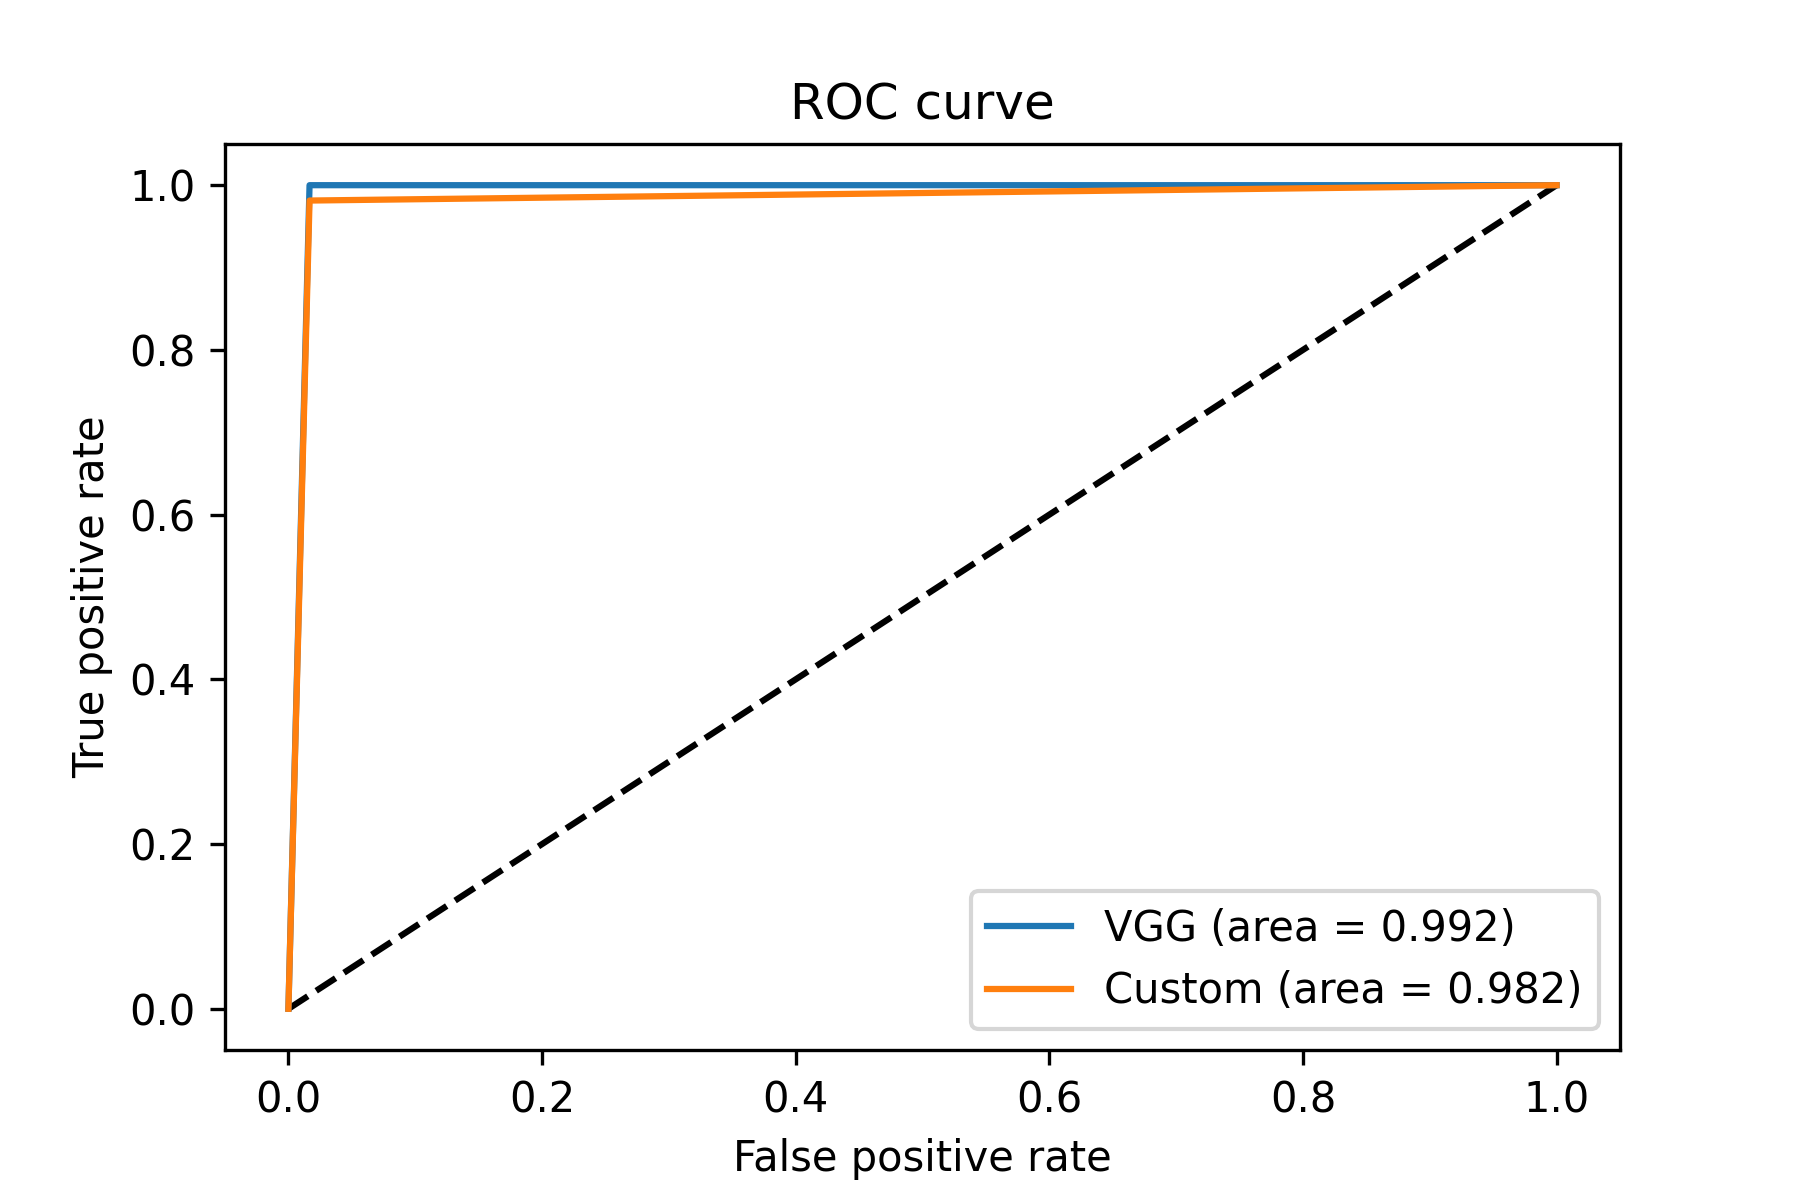 ROC curve
True positive rate
1.0
0.8
0.6
0.4
0.2
0.0
VGG (area = 0.992)
Custom (area = 0.982)
0.0 0.2 0.4 0.6 0.8 1.0
False positive rate